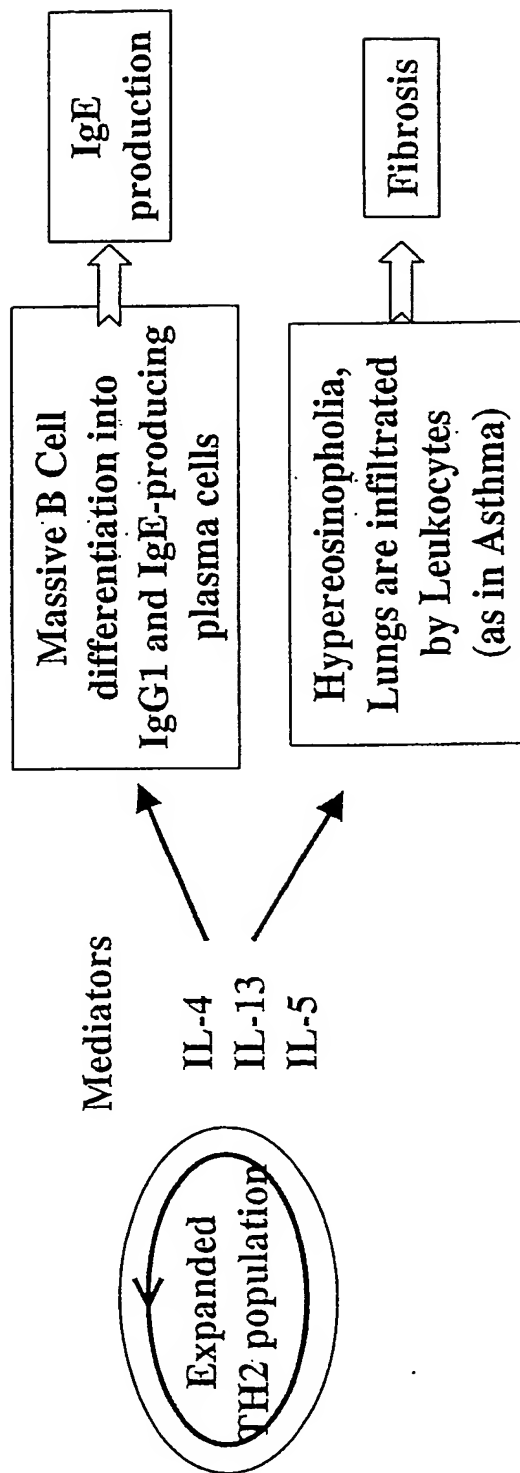 Expanded
TH2 population
Mediators
IL-4
IL-13
IL-5
Massive B Cell
differentiation into
IgG1 and IgE-producing
plasma cells
IgE
production
Hypereosinopholia,
Lungs are infiltrated
by Leukocytes
(as in Asthma)
Fibrosis